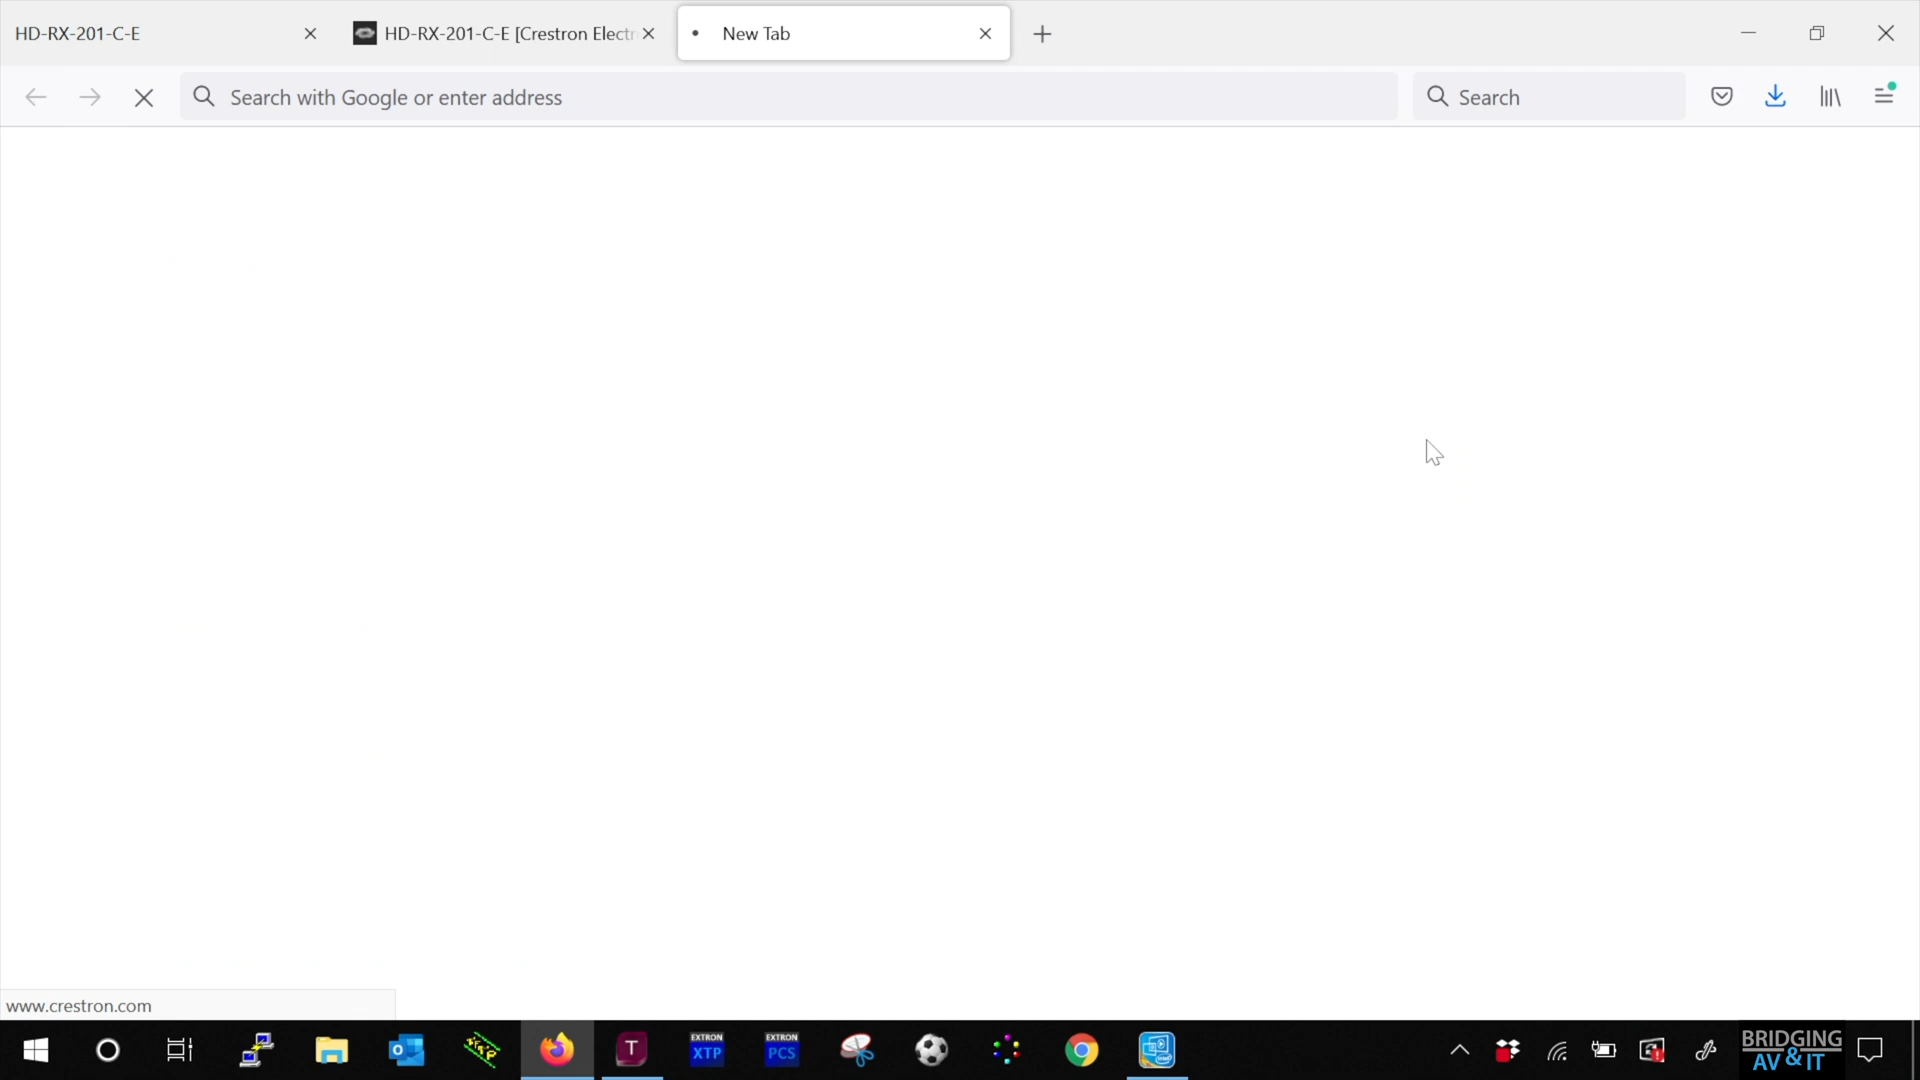 HD-RX-201-C-E
HD-RX-201-C-E [Crestron Electr
New Tab
Search with Google or enter address
Search
www.crestron.com
T
EXTRON
XTP
EXTRON
PCS
BRIDGING
AV&IT